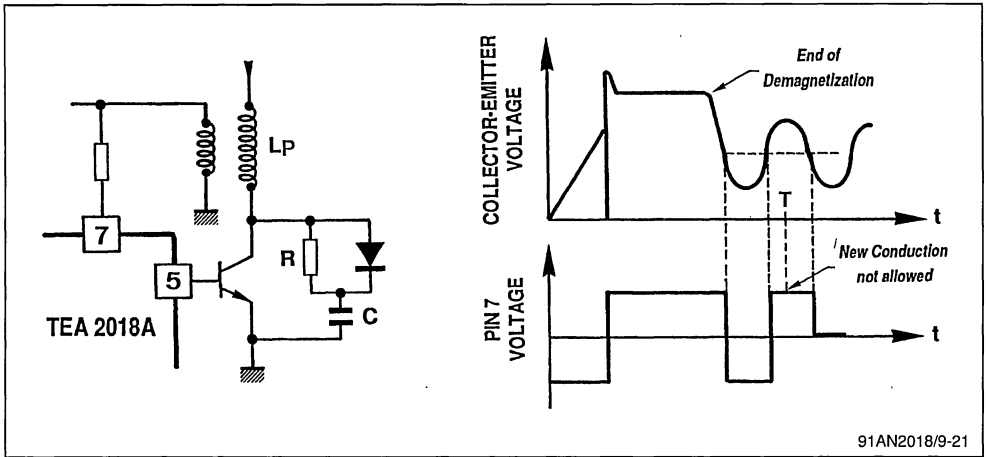 LP
7
R
5
C
TEA 2018A
COLLECTOR-EMITTER
VOLTAGE
End of
Demagnetization
T
t
PIN 7
VOLTAGE
New Conduction
not allowed
t
91AN2018/9-21